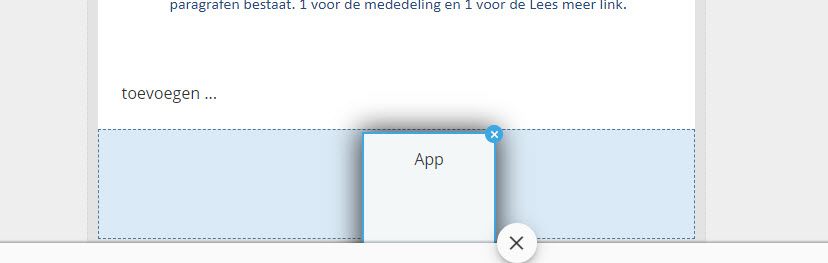 paragrafen bestaat. 1 voor de mededeling en 1 voor de Lees meer link.
toevoegen ...
App